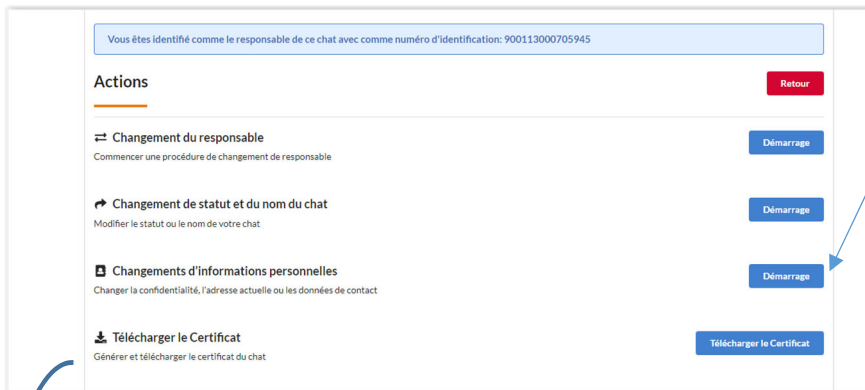 Vous êtes identifié comme le responsable de ce chat avec comme numéro d'identification: 900113000705945
Actions
Retour
Changement du responsable
Démarrage
Commencer une procédure de changement de responsable
Changement de statut et du nom du chat
Démarrage
Modifier le statut ou le nom de votre chat
Changements d'informations personnelles
Démarrage
Changer la confidentialité, l'adresse actuelle ou les données de contact
Télécharger le Certificat
Télécharger le Certificat
Générer et télécharger le certificat du chat